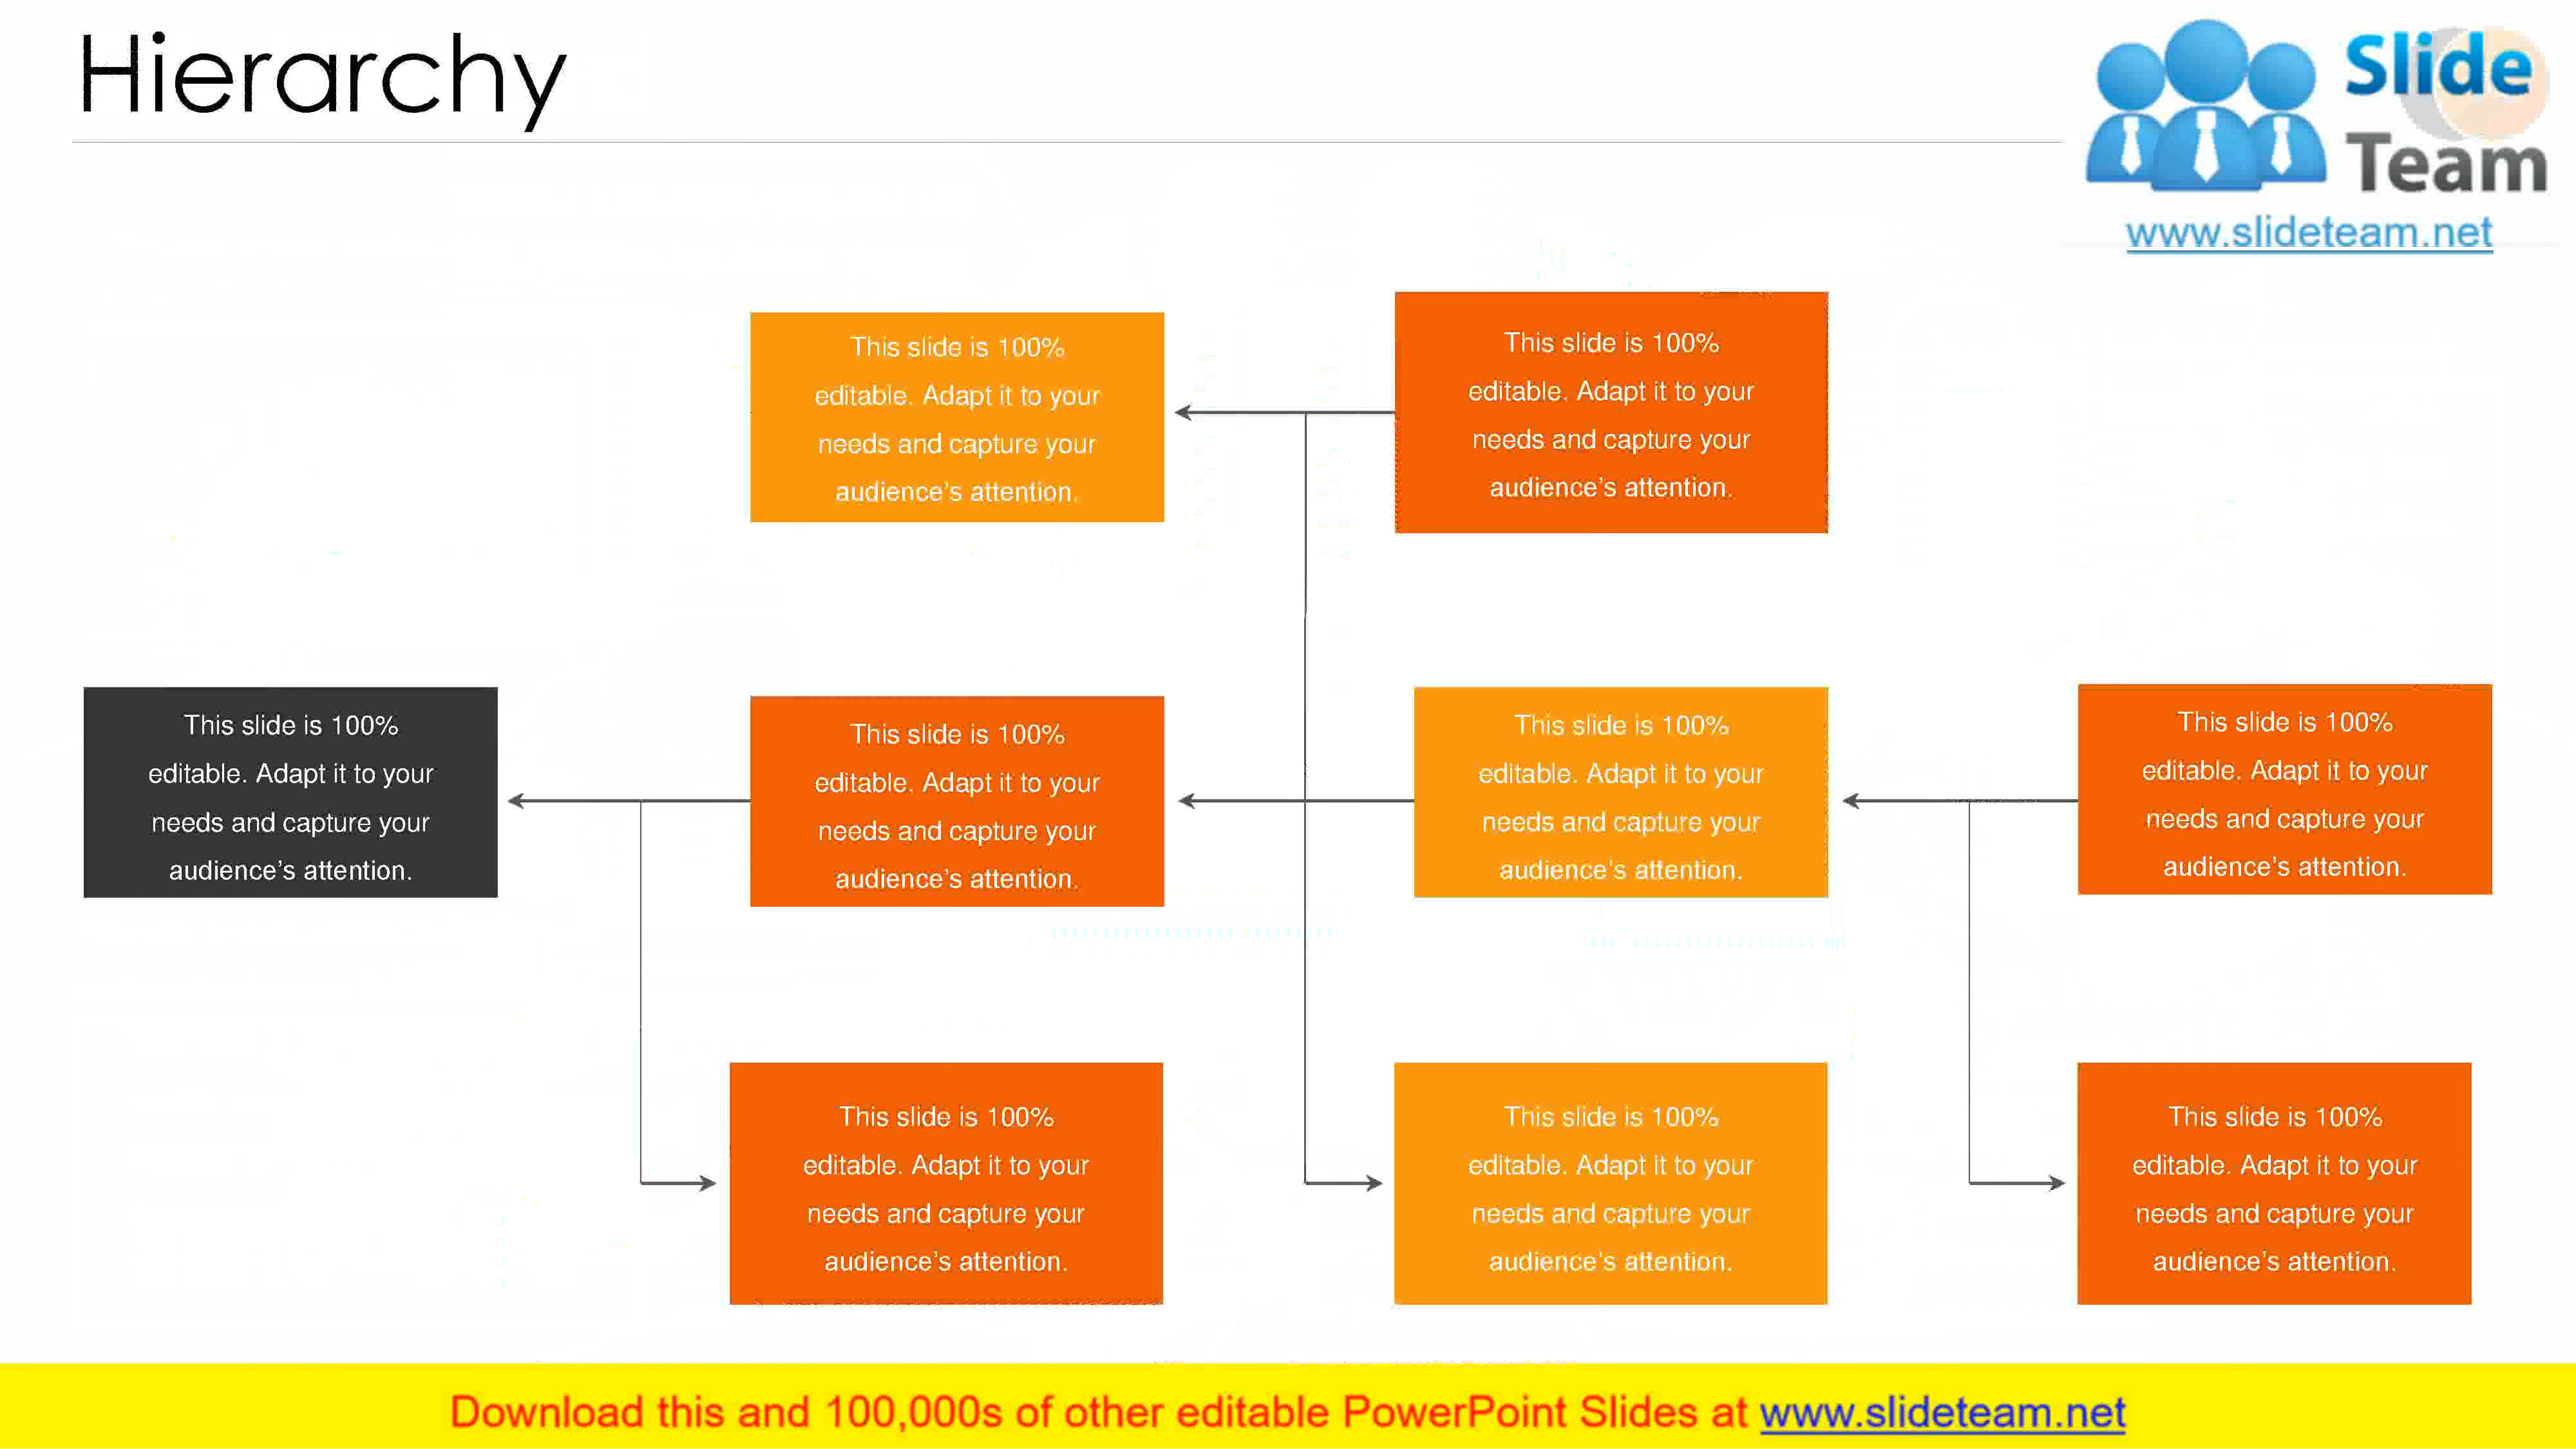 Hierarchy
Slide
Team
www.slideteam.net
This slide is 100%
editable. Adapt it to your
needs and capture your
audience's attention.
This slide is 100%
editable. Adapt it to your
needs and capture your
audience's attention.
This slide is 100%
editable. Adapt it to your
needs and capture your
audience's attention.
This slide is 100%
editable. Adapt it to your
needs and capture your
audience's attention.
This slide is 100%
editable. Adapt it to your
needs and capture your
audience's attention.
This slide is 100%
editable. Adapt it to your
needs and capture your
audience's attention.
This slide is 100%
editable. Adapt it to your
needs and capture your
audience's attention.
This slide is 100%
editable. Adapt it to your
needs and capture your
audience's attention.
This slide is 100%
editable. Adapt it to your
needs and capture your
audience's attention.
Download this and 100,000s of other editable PowerPoint Slides at www.slideteam.net